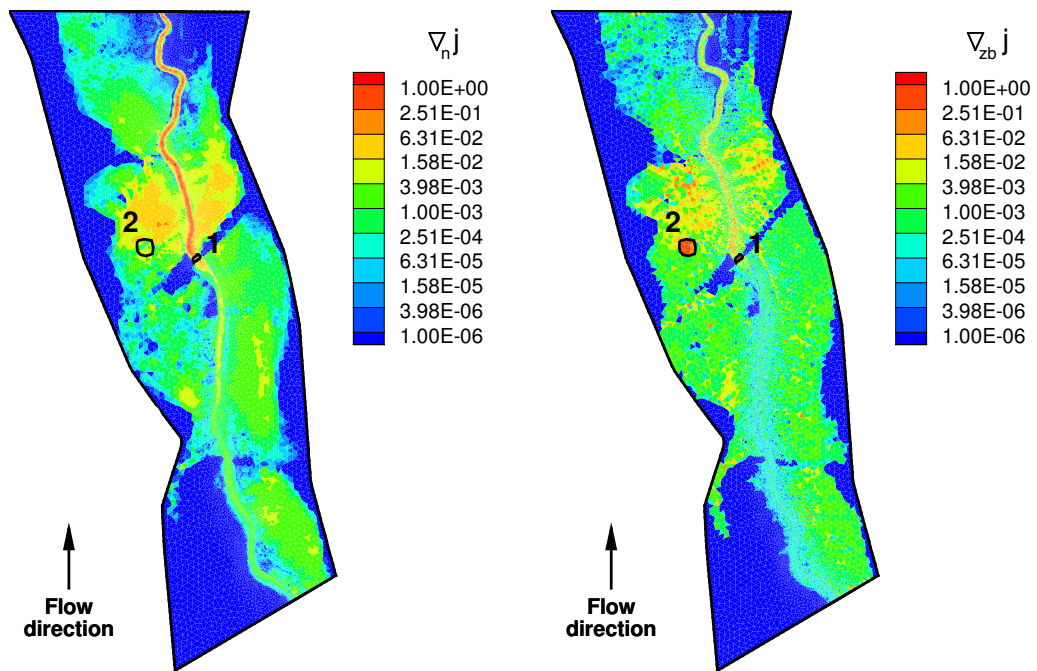 ∇n j
1.00E+00
2.51E-01
6.31E-02
1.58E-02
3.98E-03
1.00E-03
2.51E-04
6.31E-05
1.58E-05
3.98E-06
1.00E-06
2
1
Flow
direction
∇zb j
1.00E+00
2.51E-01
6.31E-02
1.58E-02
3.98E-03
1.00E-03
2.51E-04
6.31E-05
1.58E-05
3.98E-06
1.00E-06
2
1
Flow
direction